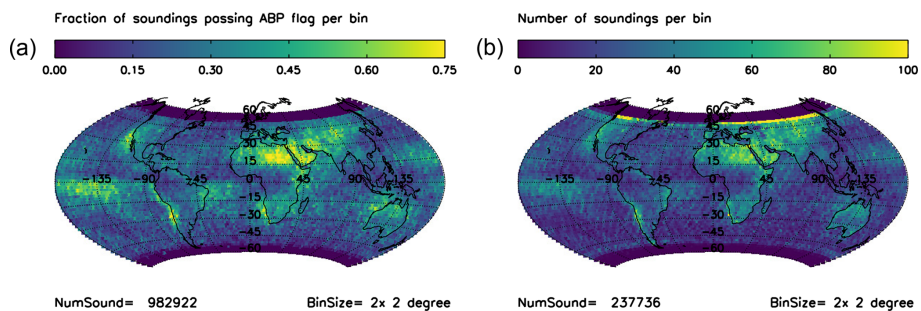 Fraction of soundings passing ABP flag per bin
(a)
0.00 0.15 0.30 0.45 0.60 0.75
60
45
30
15
-135 -90 0 45 90 135
-15
-30
-45
-60
NumSound= 982922 BinSize= 2x 2 degree
Number of soundings per bin
(b)
0 20 40 60 80 100
60
45
30
15
-135 -90 0 45 90 135
-15
-30
-45
-60
NumSound= 237736 BinSize= 2x 2 degree